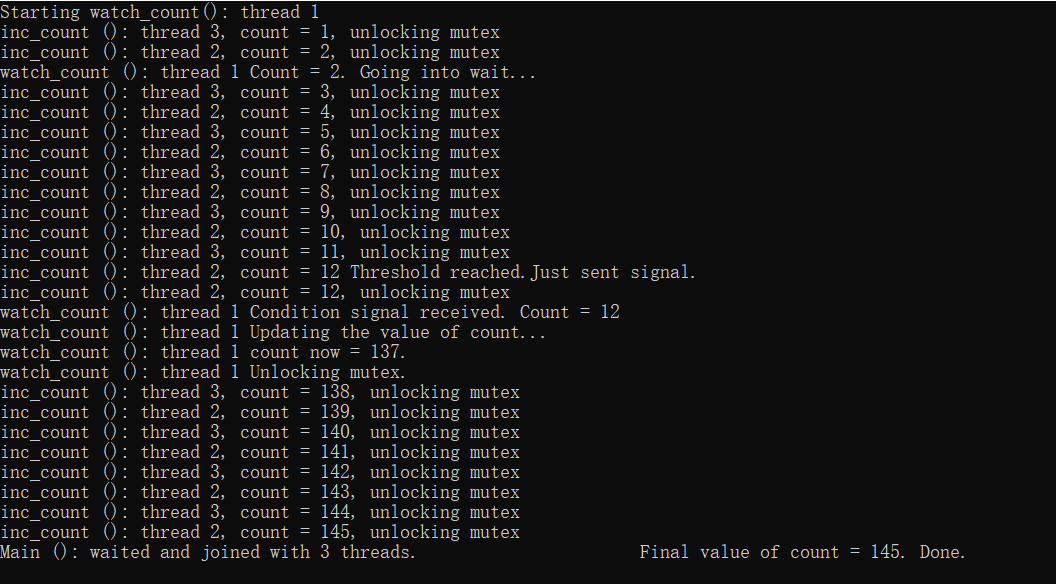 Starting watch_count(): thread 1
inc_count (): thread 3, count = 1, unlocking mutex
inc_count (): thread 2, count = 2, unlocking mutex
watch_count (): thread 1 Count = 2. Going into wait...
inc_count (): thread 3, count = 3, unlocking mutex
inc_count (): thread 2, count = 4, unlocking mutex
inc_count (): thread 3, count = 5, unlocking mutex
inc_count (): thread 2, count = 6, unlocking mutex
inc_count (): thread 3, count = 7, unlocking mutex
inc_count (): thread 2, count = 8, unlocking mutex
inc_count (): thread 3, count = 9, unlocking mutex
inc_count (): thread 2, count = 10, unlocking mutex
inc_count (): thread 3, count = 11, unlocking mutex
inc_count (): thread 2, count = 12 Threshold reached.Just sent signal.
inc_count (): thread 2, count = 12, unlocking mutex
watch_count (): thread 1 Condition signal received. Count = 12
watch_count (): thread 1 Updating the value of count...
watch_count (): thread 1 count now = 137.
watch_count (): thread 1 Unlocking mutex.
inc_count (): thread 3, count = 138, unlocking mutex
inc_count (): thread 2, count = 139, unlocking mutex
inc_count (): thread 3, count = 140, unlocking mutex
inc_count (): thread 2, count = 141, unlocking mutex
inc_count (): thread 3, count = 142, unlocking mutex
inc_count (): thread 2, count = 143, unlocking mutex
inc_count (): thread 3, count = 144, unlocking mutex
inc_count (): thread 2, count = 145, unlocking mutex
Main (): waited and joined with 3 threads. Final value of count = 145. Done.